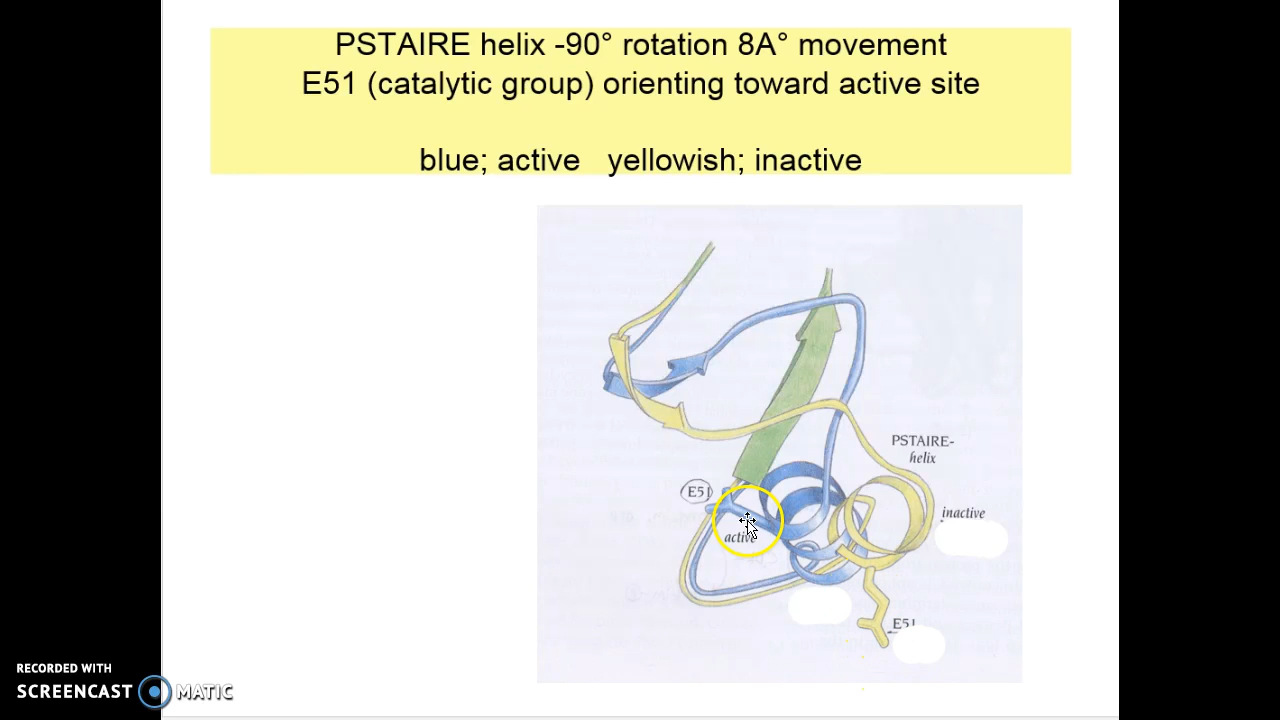 PSTAIRE helix -90° rotation 8A° movement
E51 (catalytic group) orienting toward active site
blue; active yellowish; inactive
PSTAIRE-
helix
E51
inactive
active
E51
RECORDED WITH
SCREENCAST MATIC